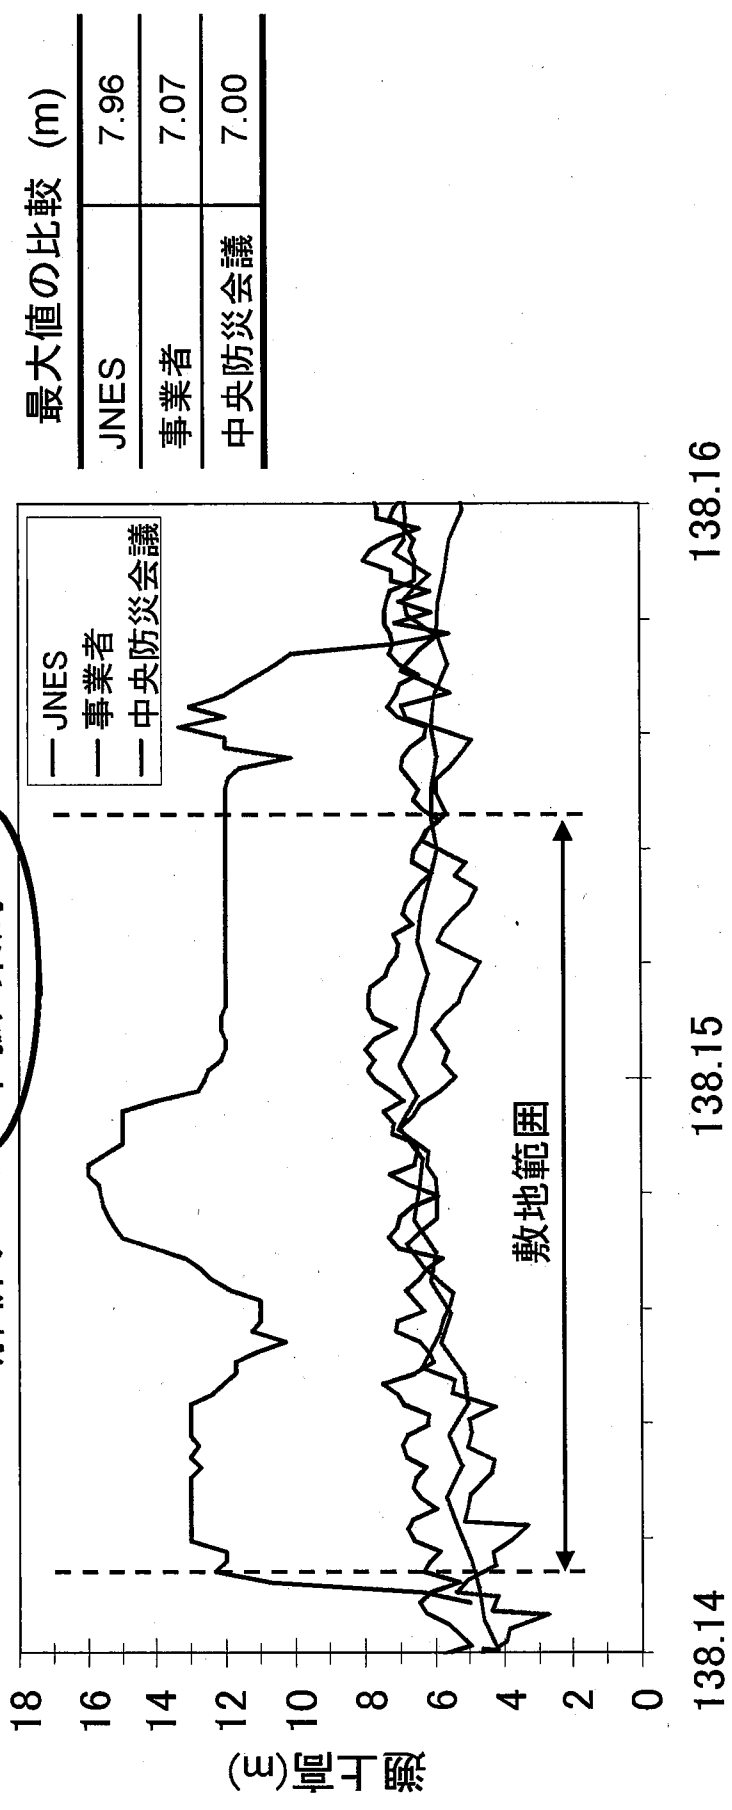 最大値の比較 (m)
JNES 7.96
事業者 7.07
中央防災会議 7.00
JNES
事業者
中央防災会議
敷地範囲
遡上高(m)
18
16
14
12
10
8
6
4
2
0
138.14
138.15
138.16